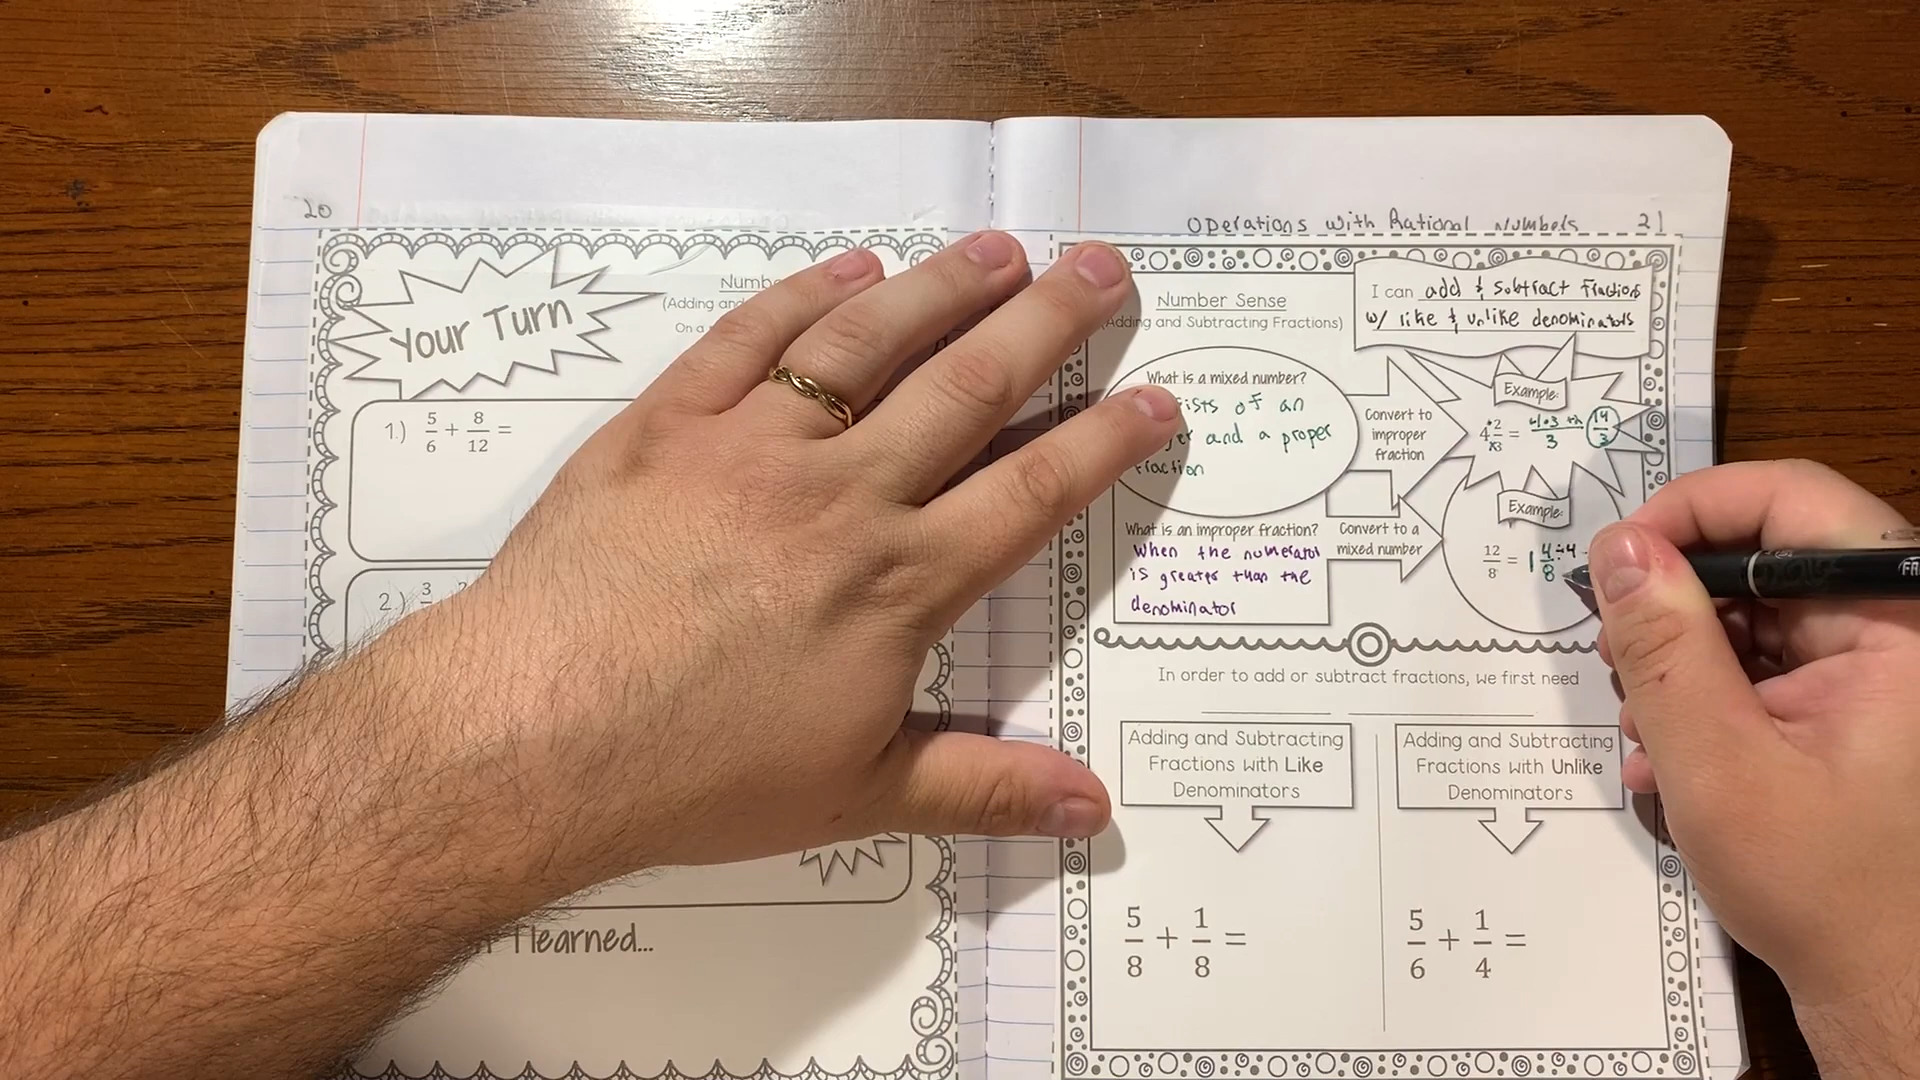 20
Your Turn
(Adding and
On a
1.) 5/6 + 8/12 =
2.) 3
I learned...
Operations with Rational Numbers 21
Number Sense
(Adding and Subtracting Fractions)
I can add & subtract fractions
w/ like & unlike denominators
What is a mixed number?
of an
and a proper
fraction
Convert to
improper
fraction
Example:
4 2/3 = 4•3+2/3 14/3
What is an improper fraction?
When the numerator
is greater than the
denominator
Convert to a
mixed number
Example:
12/8 = 1 4/8 ÷4
In order to add or subtract fractions, we first need
Adding and Subtracting
Fractions with Like
Denominators
5/8 + 1/8 =
Adding and Subtracting
Fractions with Unlike
Denominators
5/6 + 1/4 =